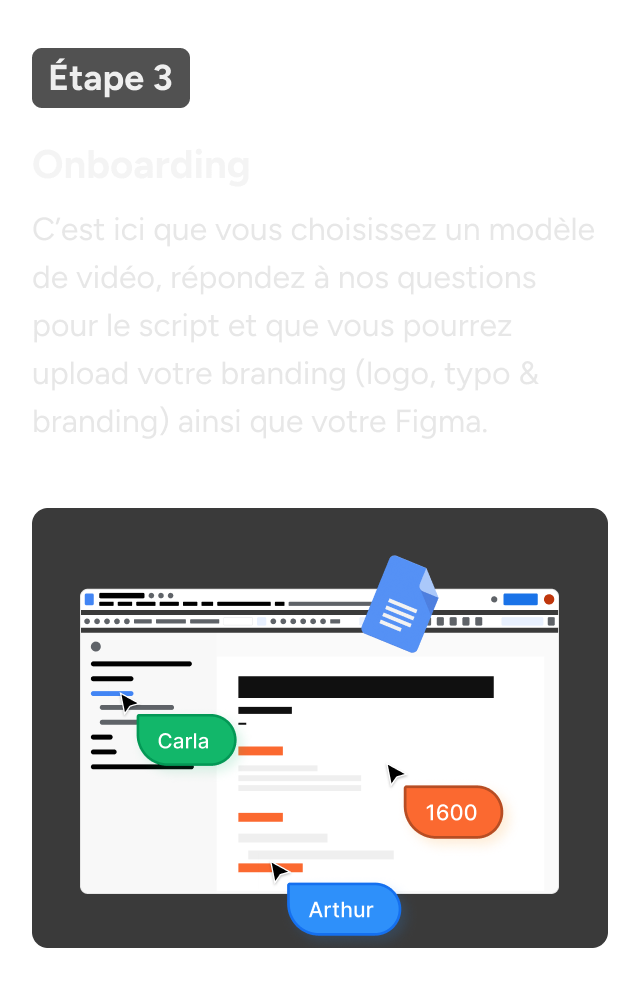 Étape 3
Onboarding
C’est ici que vous choisissez un modèle
de vidéo, répondez à nos questions
pour le script et que vous pourrez
upload votre branding (logo, typo &
branding) ainsi que votre Figma.
Carla
1600
Arthur